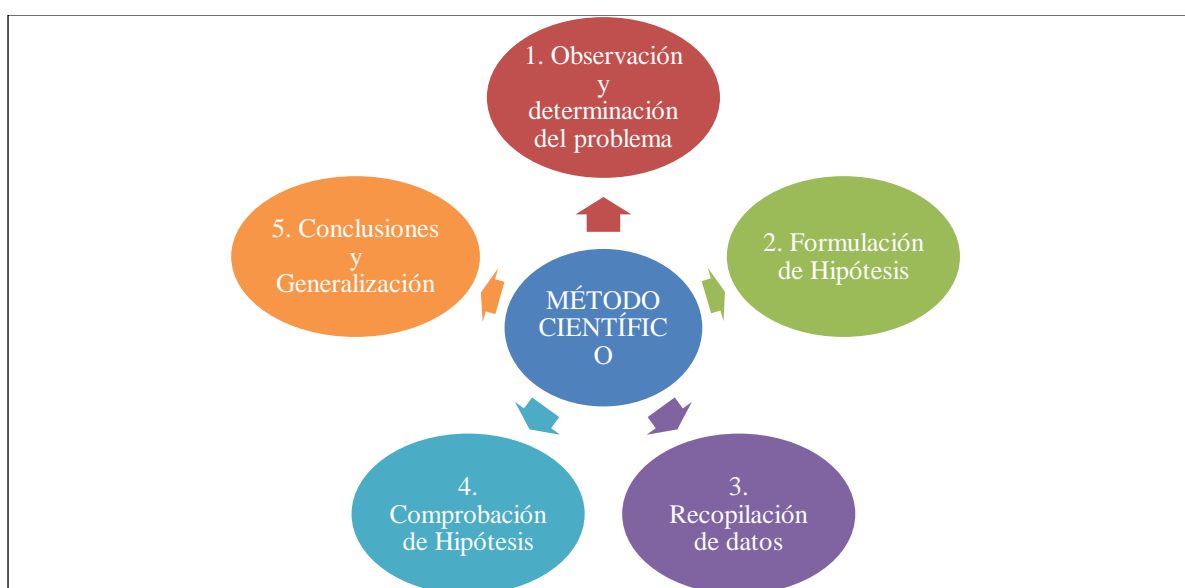 1. Observación
y
determinación
del problema
2. Formulación
de Hipótesis
3.
Recopilación
de datos
4.
Comprobación
de Hipótesis
5. Conclusiones
y
Generalización
MÉTODO
CIENTÍFIC
O